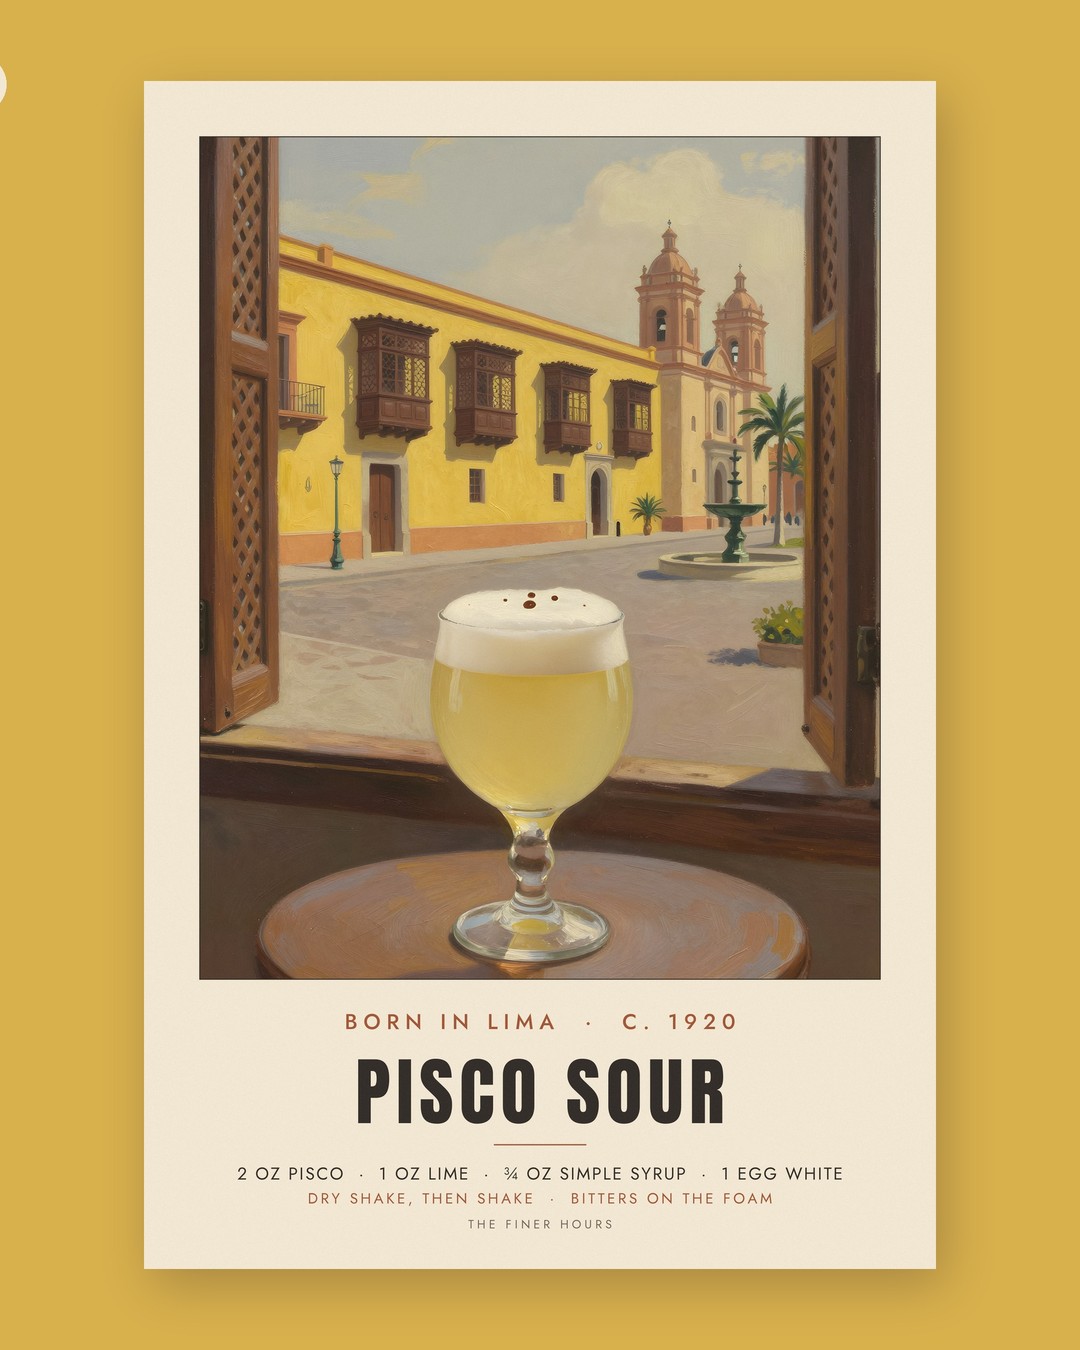 BORN IN LIMA · C. 1920
PISCO SOUR
2 OZ PISCO · 1 OZ LIME · ¾ OZ SIMPLE SYRUP · 1 EGG WHITE
DRY SHAKE, THEN SHAKE · BITTERS ON THE FOAM
THE FINER HOURS